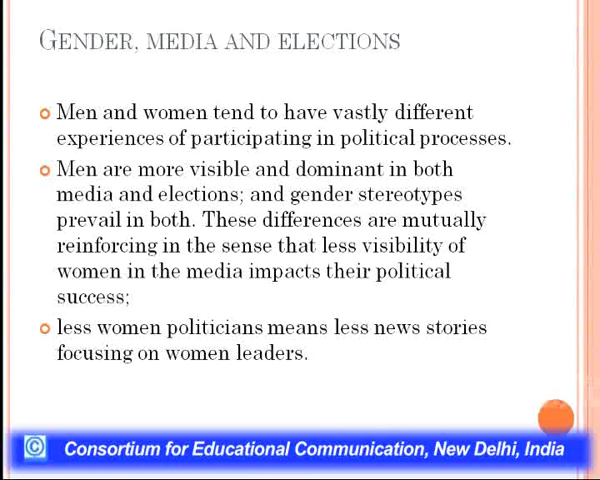 GENDER, MEDIA AND ELECTIONS
Men and women tend to have vastly different
experiences of participating in political processes.
Men are more visible and dominant in both
media and elections; and gender stereotypes
prevail in both. These differences are mutually
reinforcing in the sense that less visibility of
women in the media impacts their political
success;
less women politicians means less news stories
focusing on women leaders.
© Consortium for Educational Communication, New Delhi, India